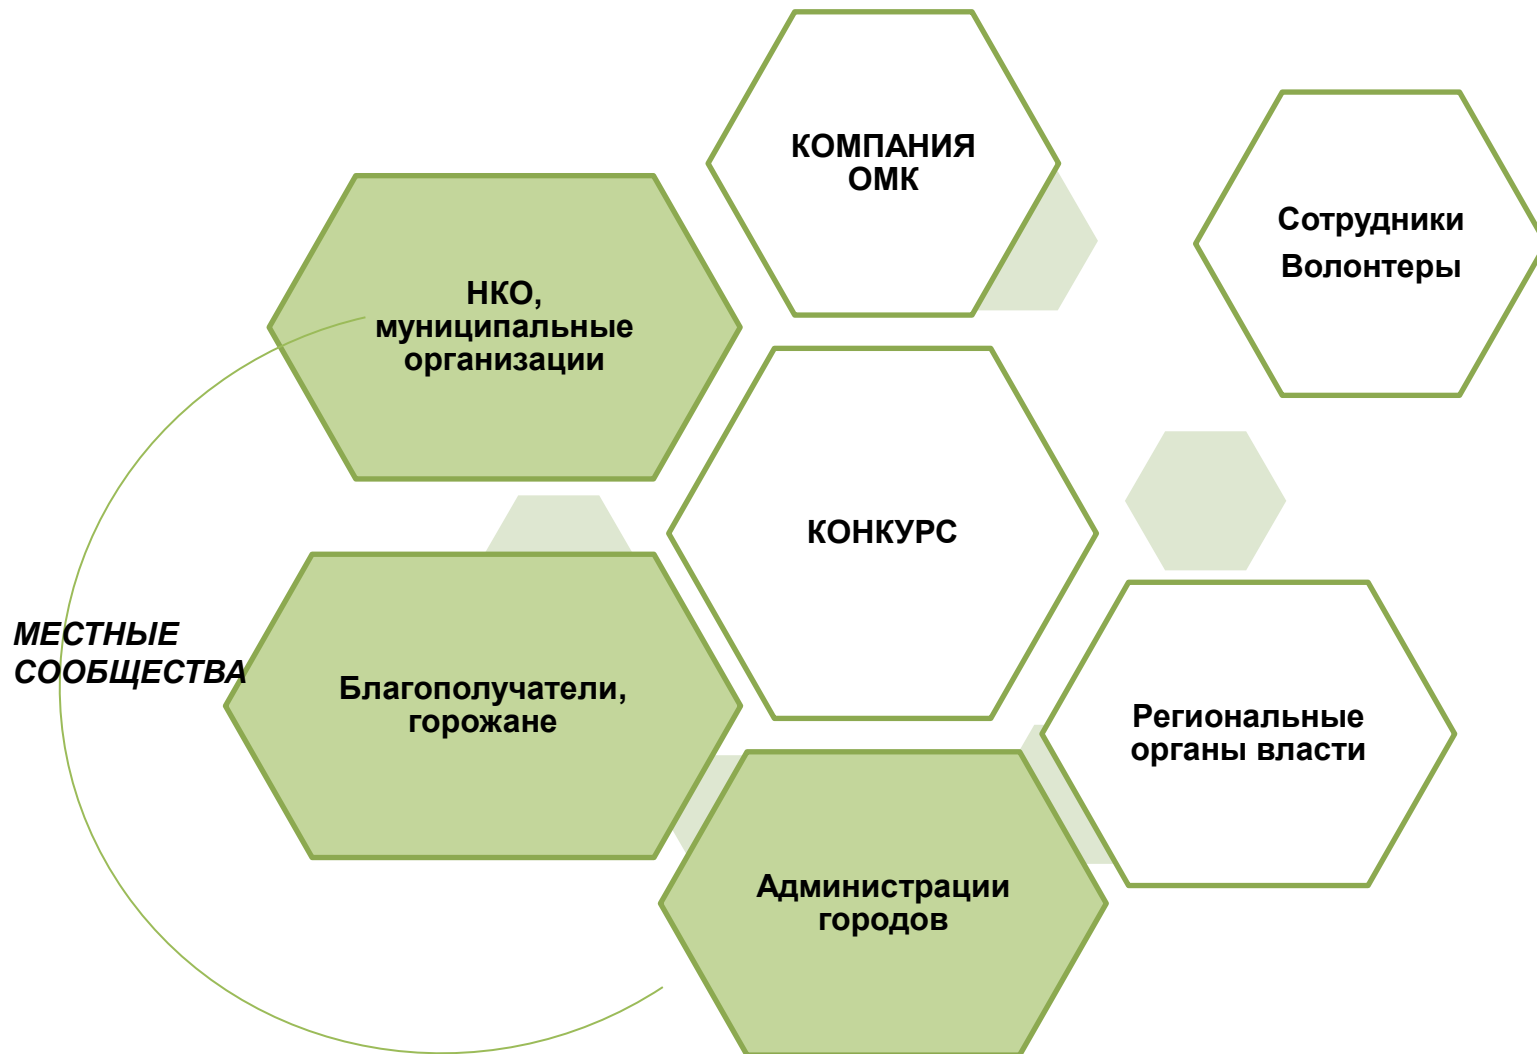 КОМПАНИЯ
ОМК
Сотрудники
Волонтеры
НКО,
муниципальные
организации
КОНКУРС
МЕСТНЫЕ
СООБЩЕСТВА
Благополучатели,
горожане
Региональные
органы власти
Администрации
городов